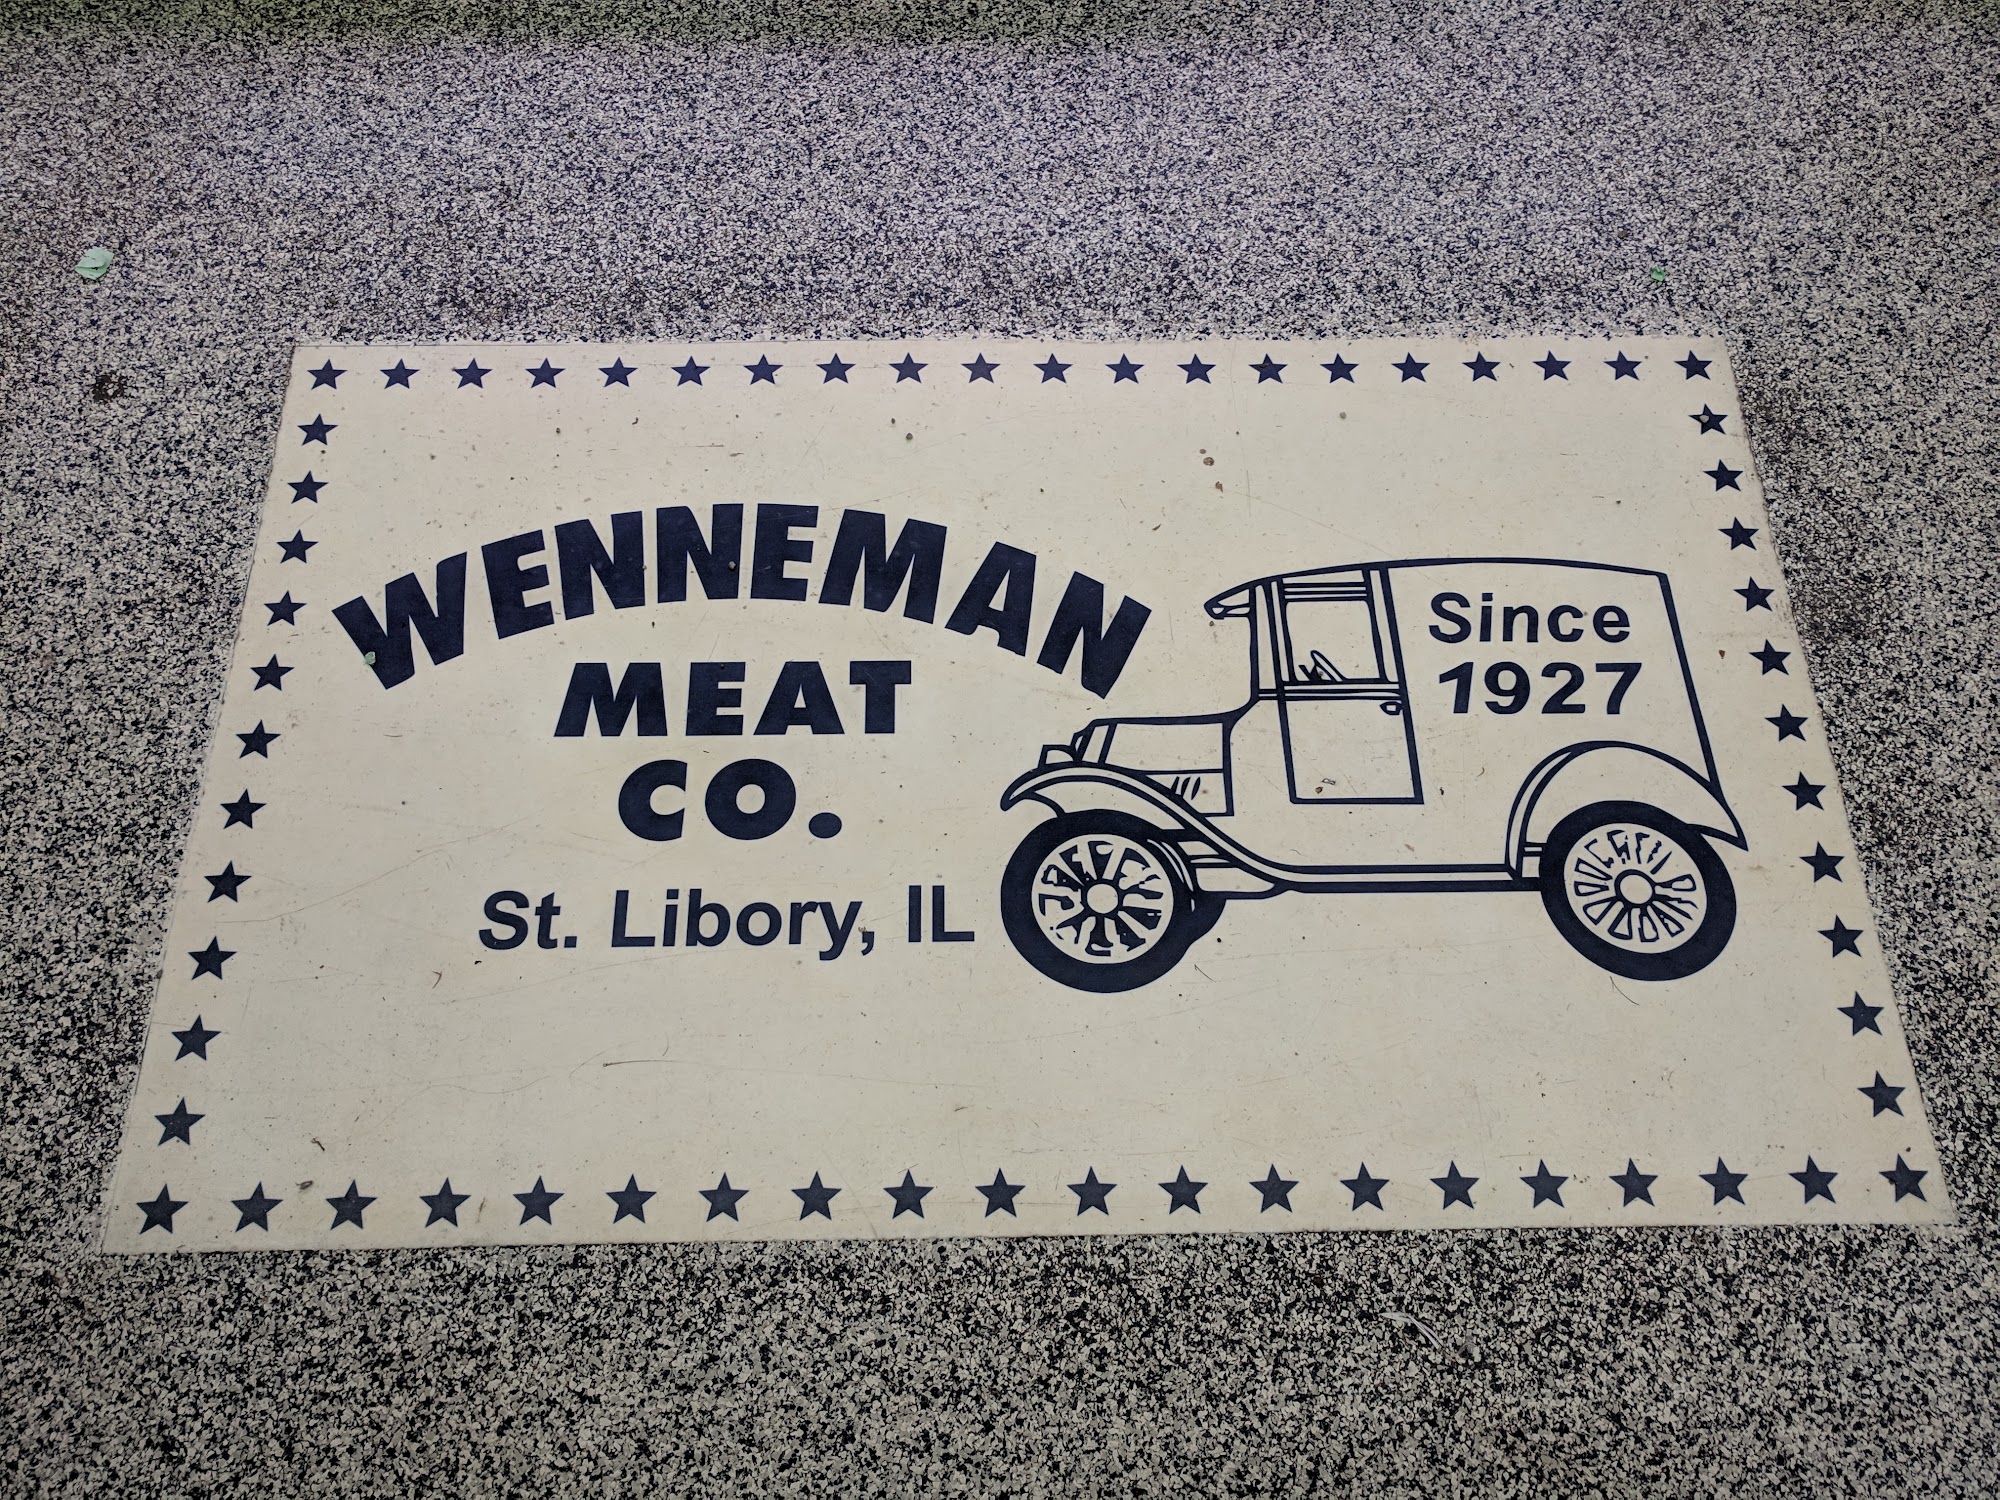 WENNEMAN
MEAT
CO.
St. Libory, IL
Since
1927